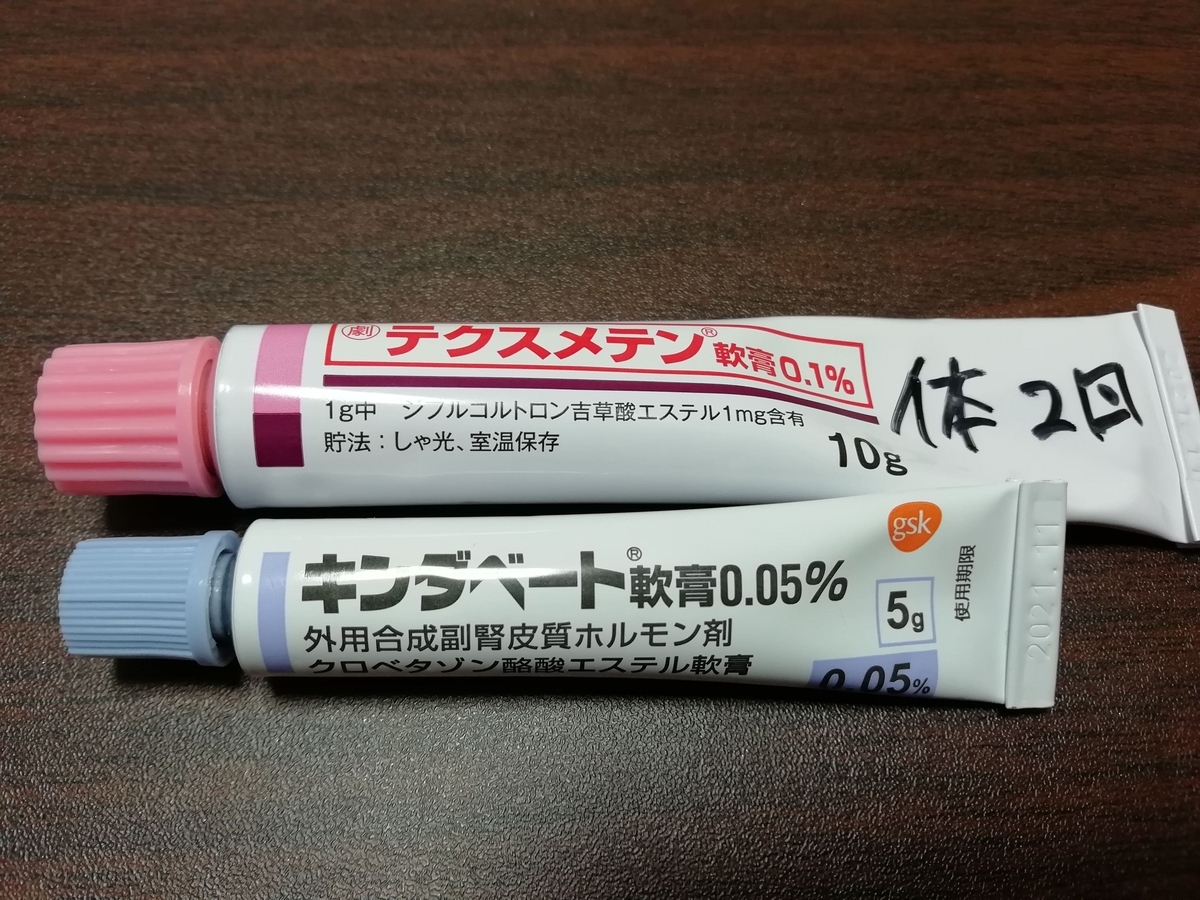 劇 テクスメテン® 軟膏0.1%
1g中 ジフルコルトロン吉草酸エステル1mg含有
貯法：しゃ光、室温保存
10g
体 2日
キンダベート® 軟膏0.05%
外用合成副腎皮質ホルモン剤
クロベタゾン酪酸エステル軟膏
gsk
5g
0.05%
使用期限
2021.11